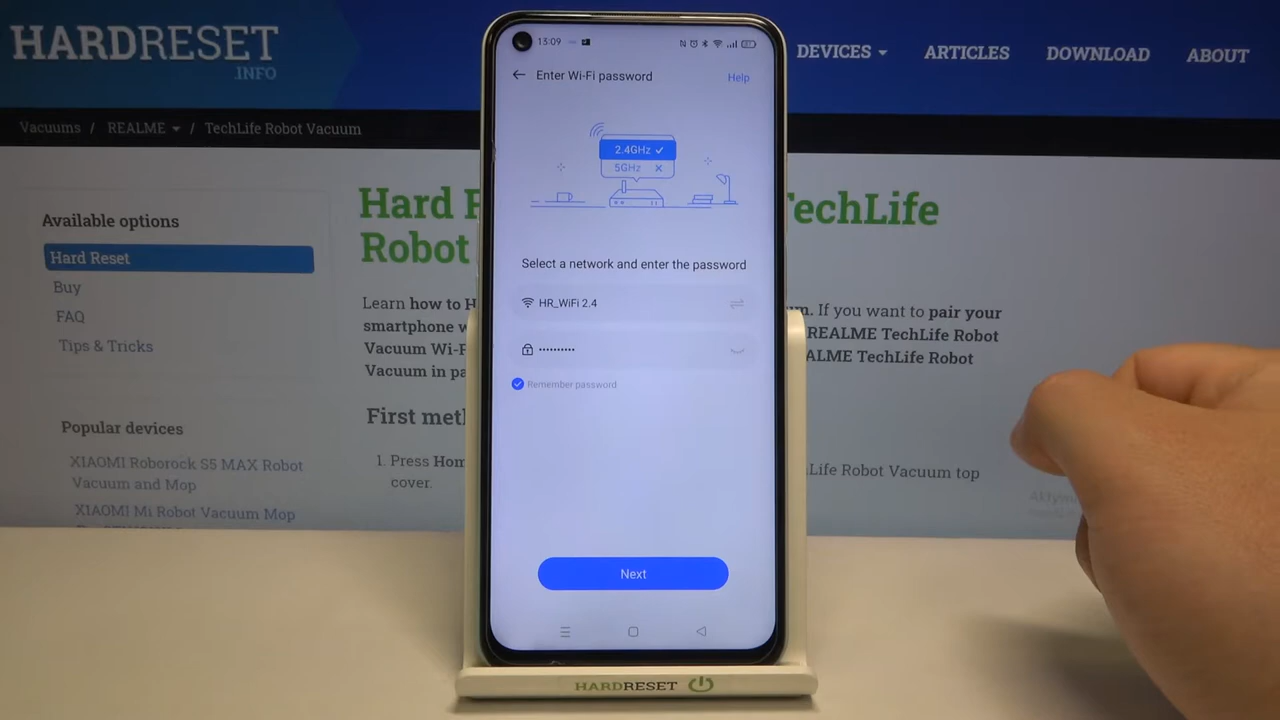 HARDRESET
.INFO
DEVICES
ARTICLES
DOWNLOAD
ABOUT
Vacuums / REALME / TechLife Robot Vacuum
Available options
Hard Reset
Buy
FAQ
Tips & Tricks
Popular devices
XIAOMI Roborock S5 MAX Robot
Vacuum and Mop
XIAOMI Mi Robot Vacuum Mop
Hard
TechLife
Robot
Learn how to
If you want to pair your
smartphone
REALME TechLife Robot
Vacuum Wi-F
ALME TechLife Robot
Vacuum in pa
First met
1. Press Hom
Life Robot Vacuum top
cover.
13:09
Enter Wi-Fi password
Help
2.4GHz
5GHz
Select a network and enter the password
HR_WiFi 2.4
••••••••••
Remember password
Next
HARDRESET